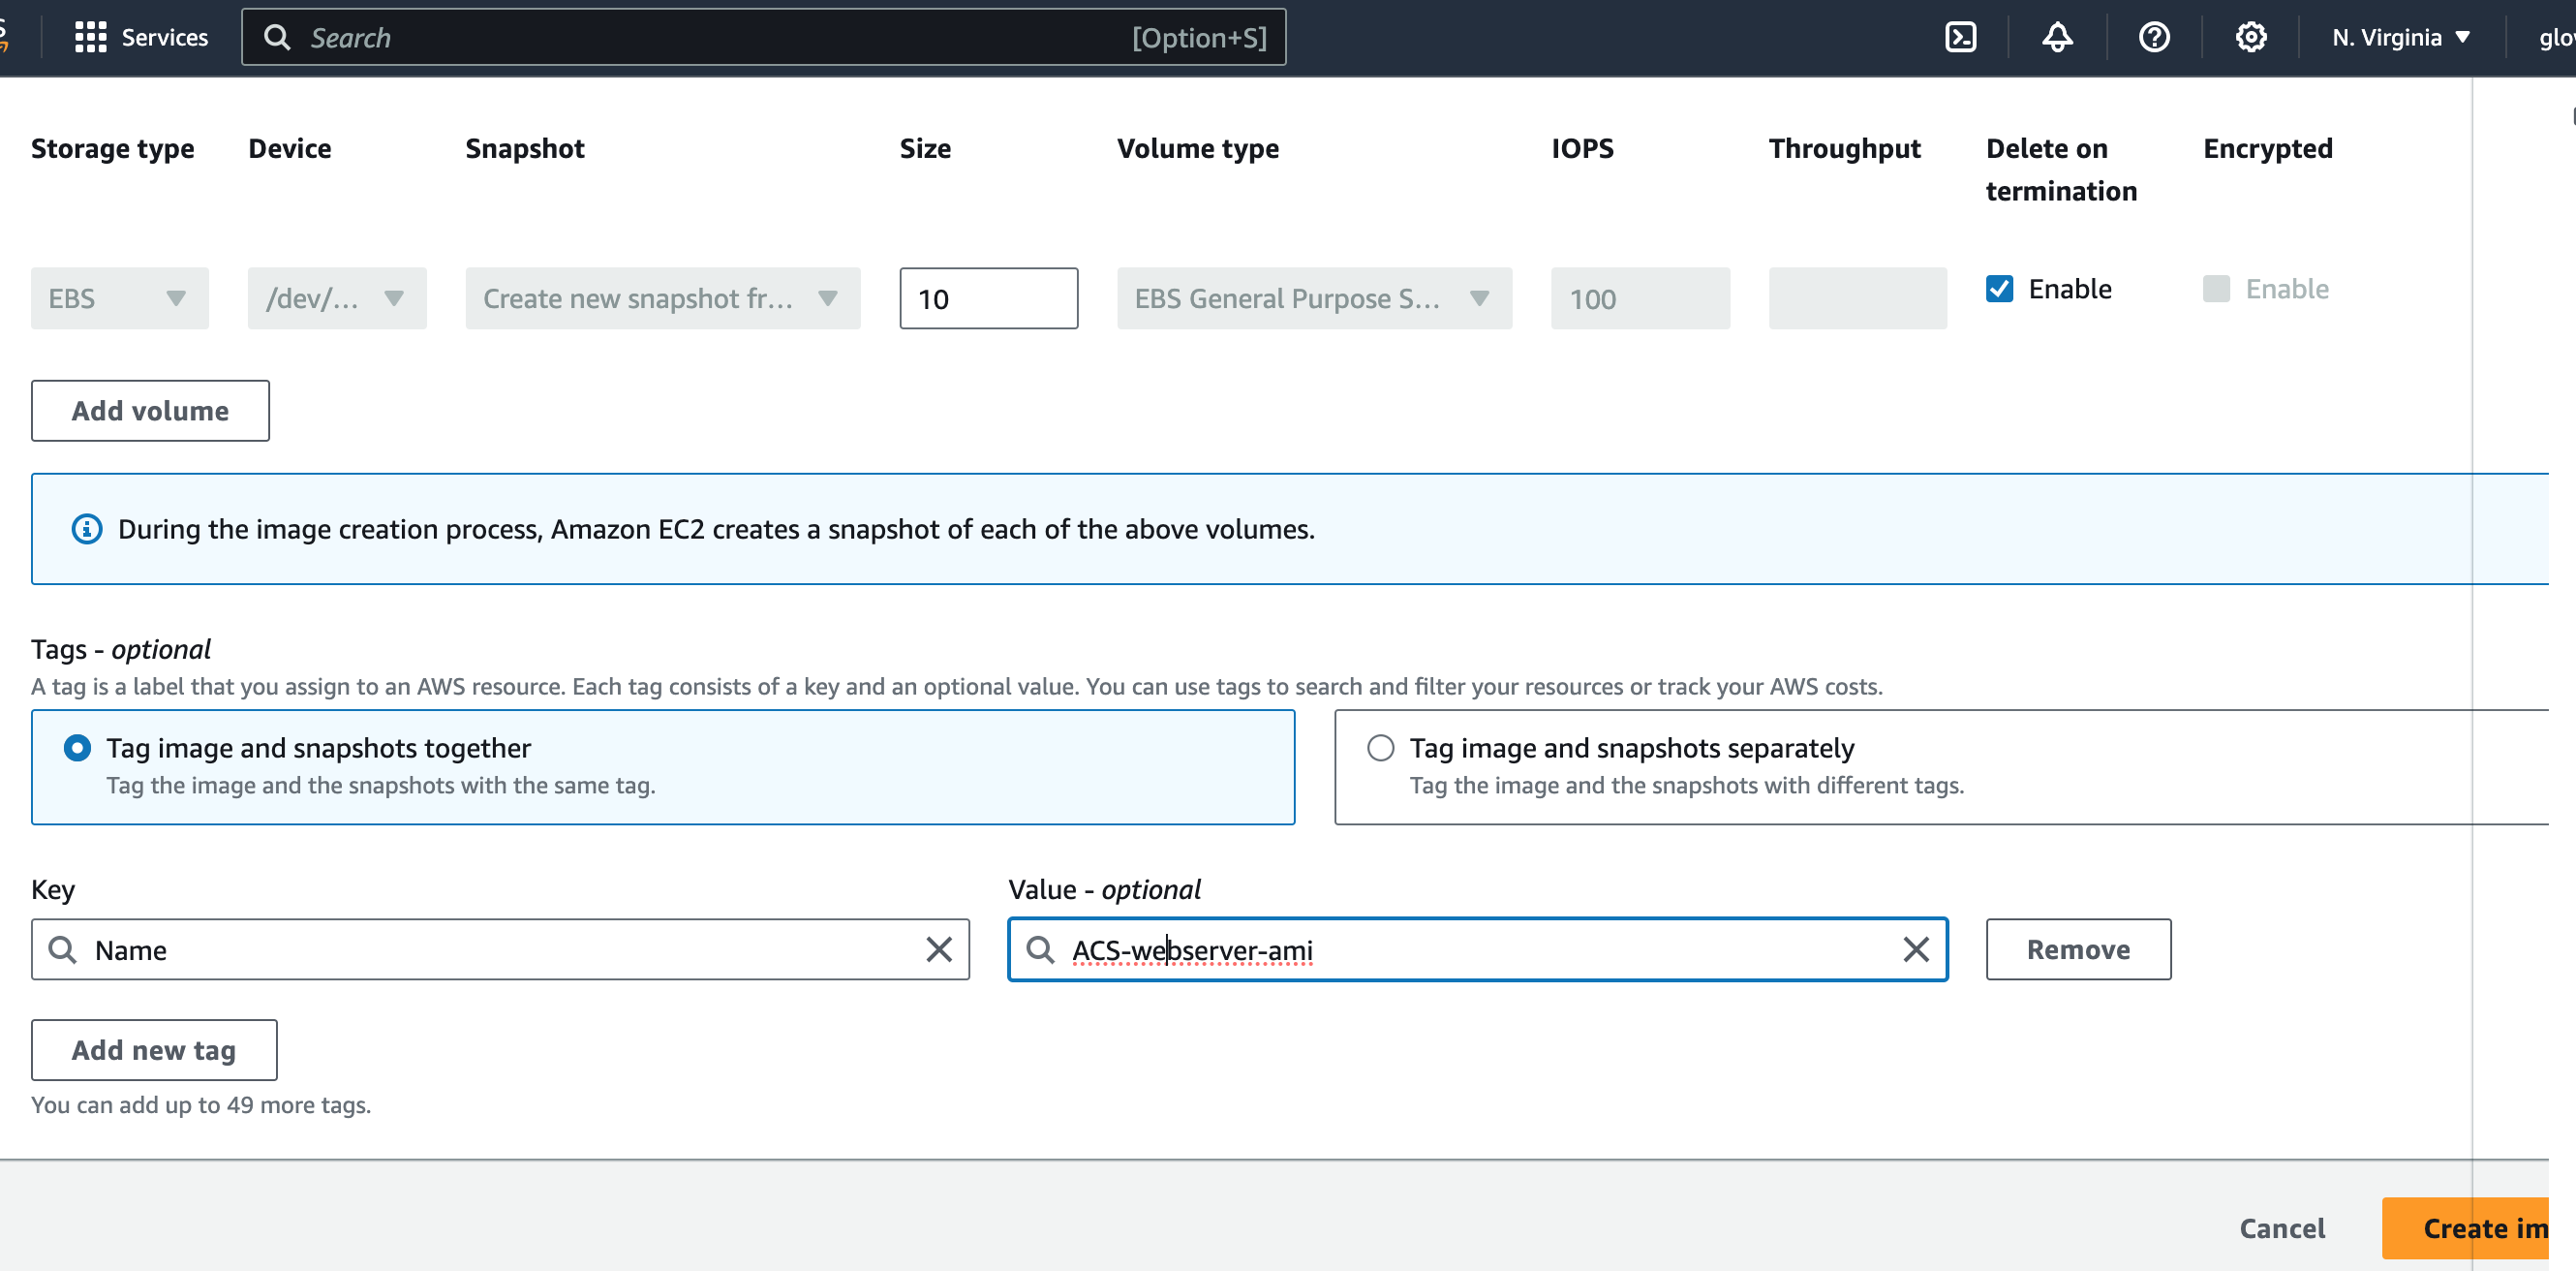 Services
Search [Option+S]
N. Virginia
Storage type Device Snapshot Size Volume type IOPS Throughput Delete on termination Encrypted
EBS /dev/... Create new snapshot fr... 10 EBS General Purpose S... 100 Enable Enable
Add volume
During the image creation process, Amazon EC2 creates a snapshot of each of the above volumes.
Tags - optional
A tag is a label that you assign to an AWS resource. Each tag consists of a key and an optional value. You can use tags to search and filter your resources or track your AWS costs.
Tag image and snapshots together
Tag the image and the snapshots with the same tag.
Tag image and snapshots separately
Tag the image and the snapshots with different tags.
Key Value - optional
Name ACS-webserver-ami Remove
Add new tag
You can add up to 49 more tags.
Cancel Create im